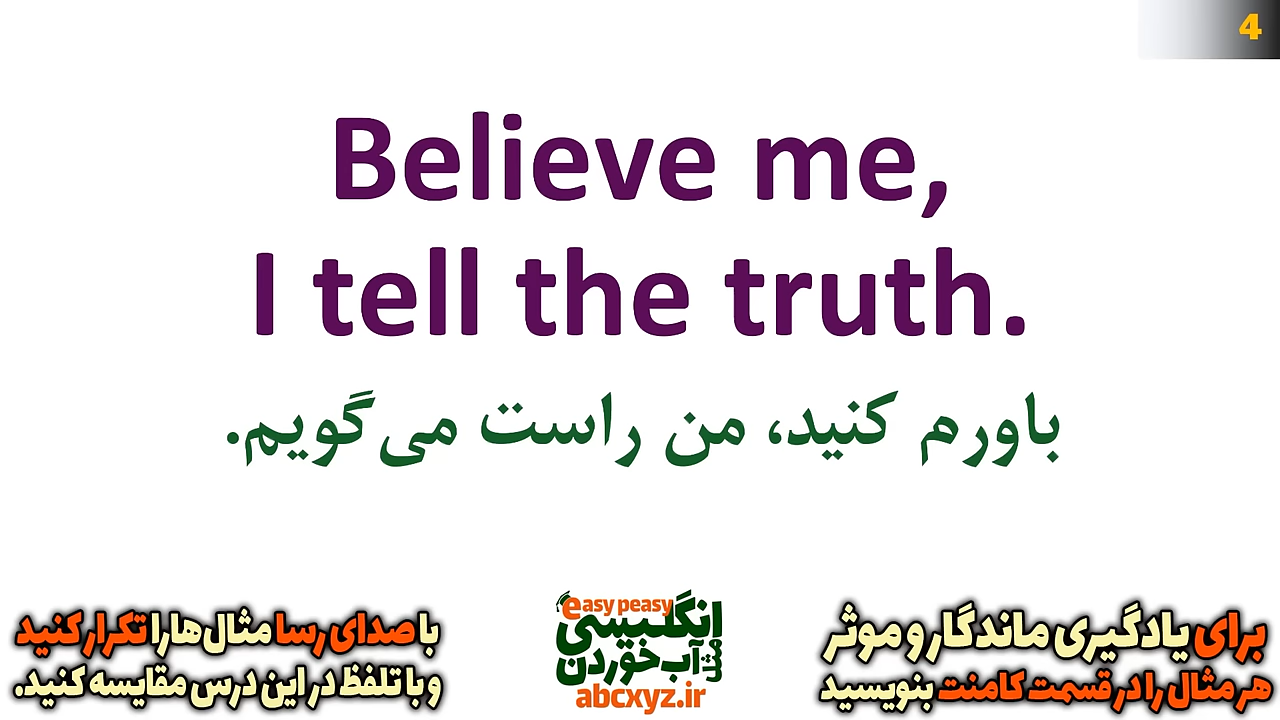 4
Believe me,
I tell the truth.
باورم کنید، من راست می‌گویم.
برای یادگیری ماندگار و موثر
هر مثال را در قسمت کامنت بنویسید
easy peasy
انگلیسی
مثل آب خوردن
abcxyz.ir
با صدای رسا مثال‌ها را تکرار کنید
و با تلفظ در این درس مقایسه کنید.